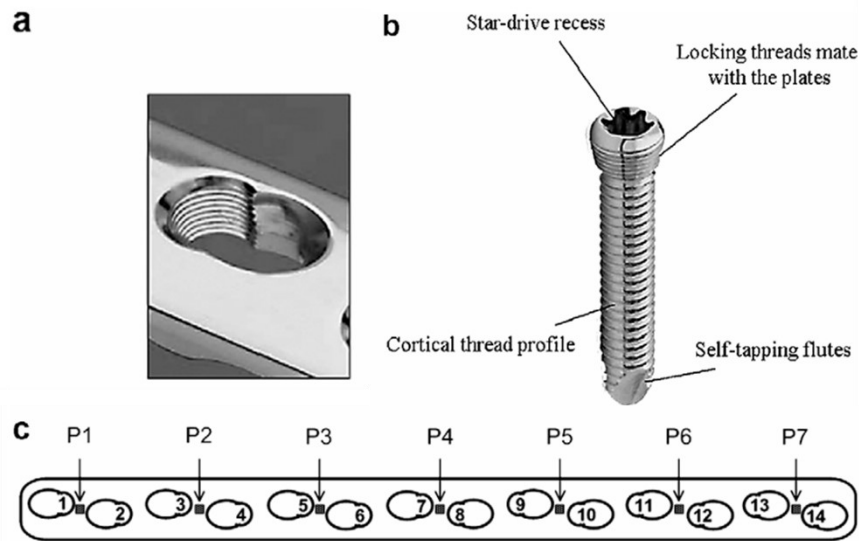 a
b
Star-drive recess
Locking threads mate
with the plates
Cortical thread profile
Self-tapping flutes
c
P1 P2 P3 P4 P5 P6 P7
1 2 3 4 5 6 7 8 9 10 11 12 13 14